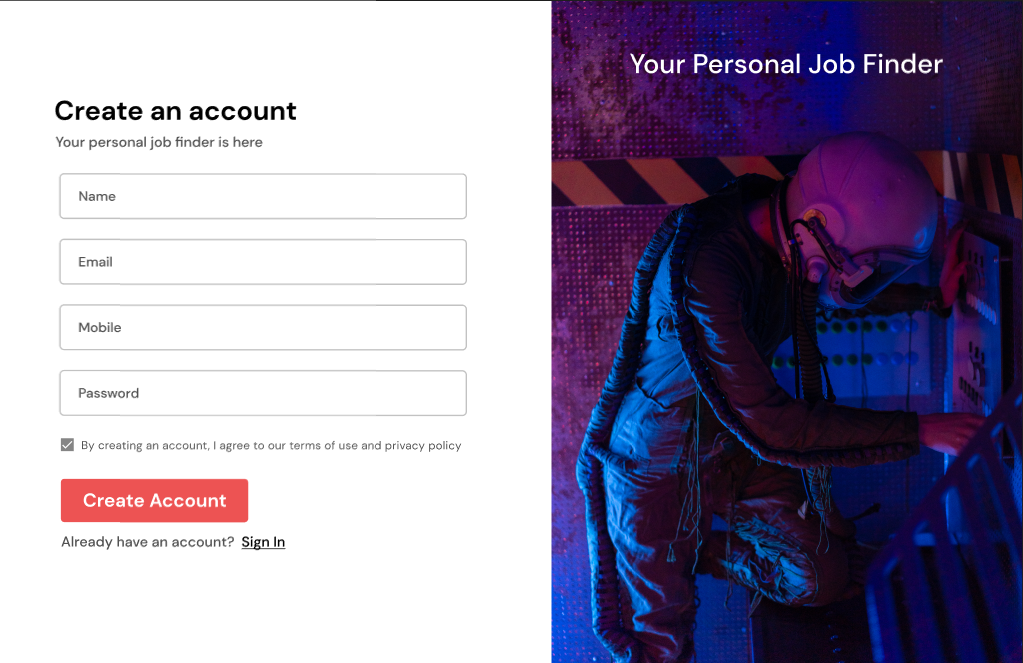 Create an account
Your personal job finder is here
Name
Email
Mobile
Password
By creating an account, I agree to our terms of use and privacy policy
Create Account
Already have an account? Sign In
Your Personal Job Finder